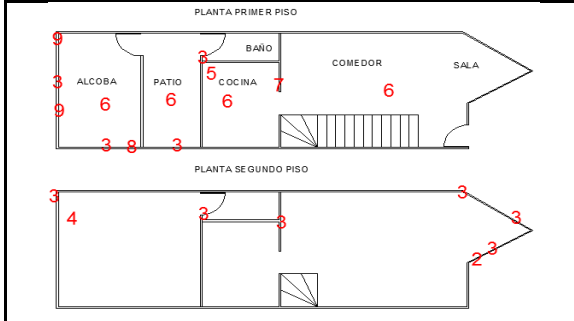 PLANTA PRIMER PISO
9
3 BAÑO
COMEDOR
SALA
3 ALCOBA PATIO 5 COCINA 7
9 6 6 6 6
3 8 3
PLANTA SEGUNDO PISO
3 3
4 3 3 3
3
2